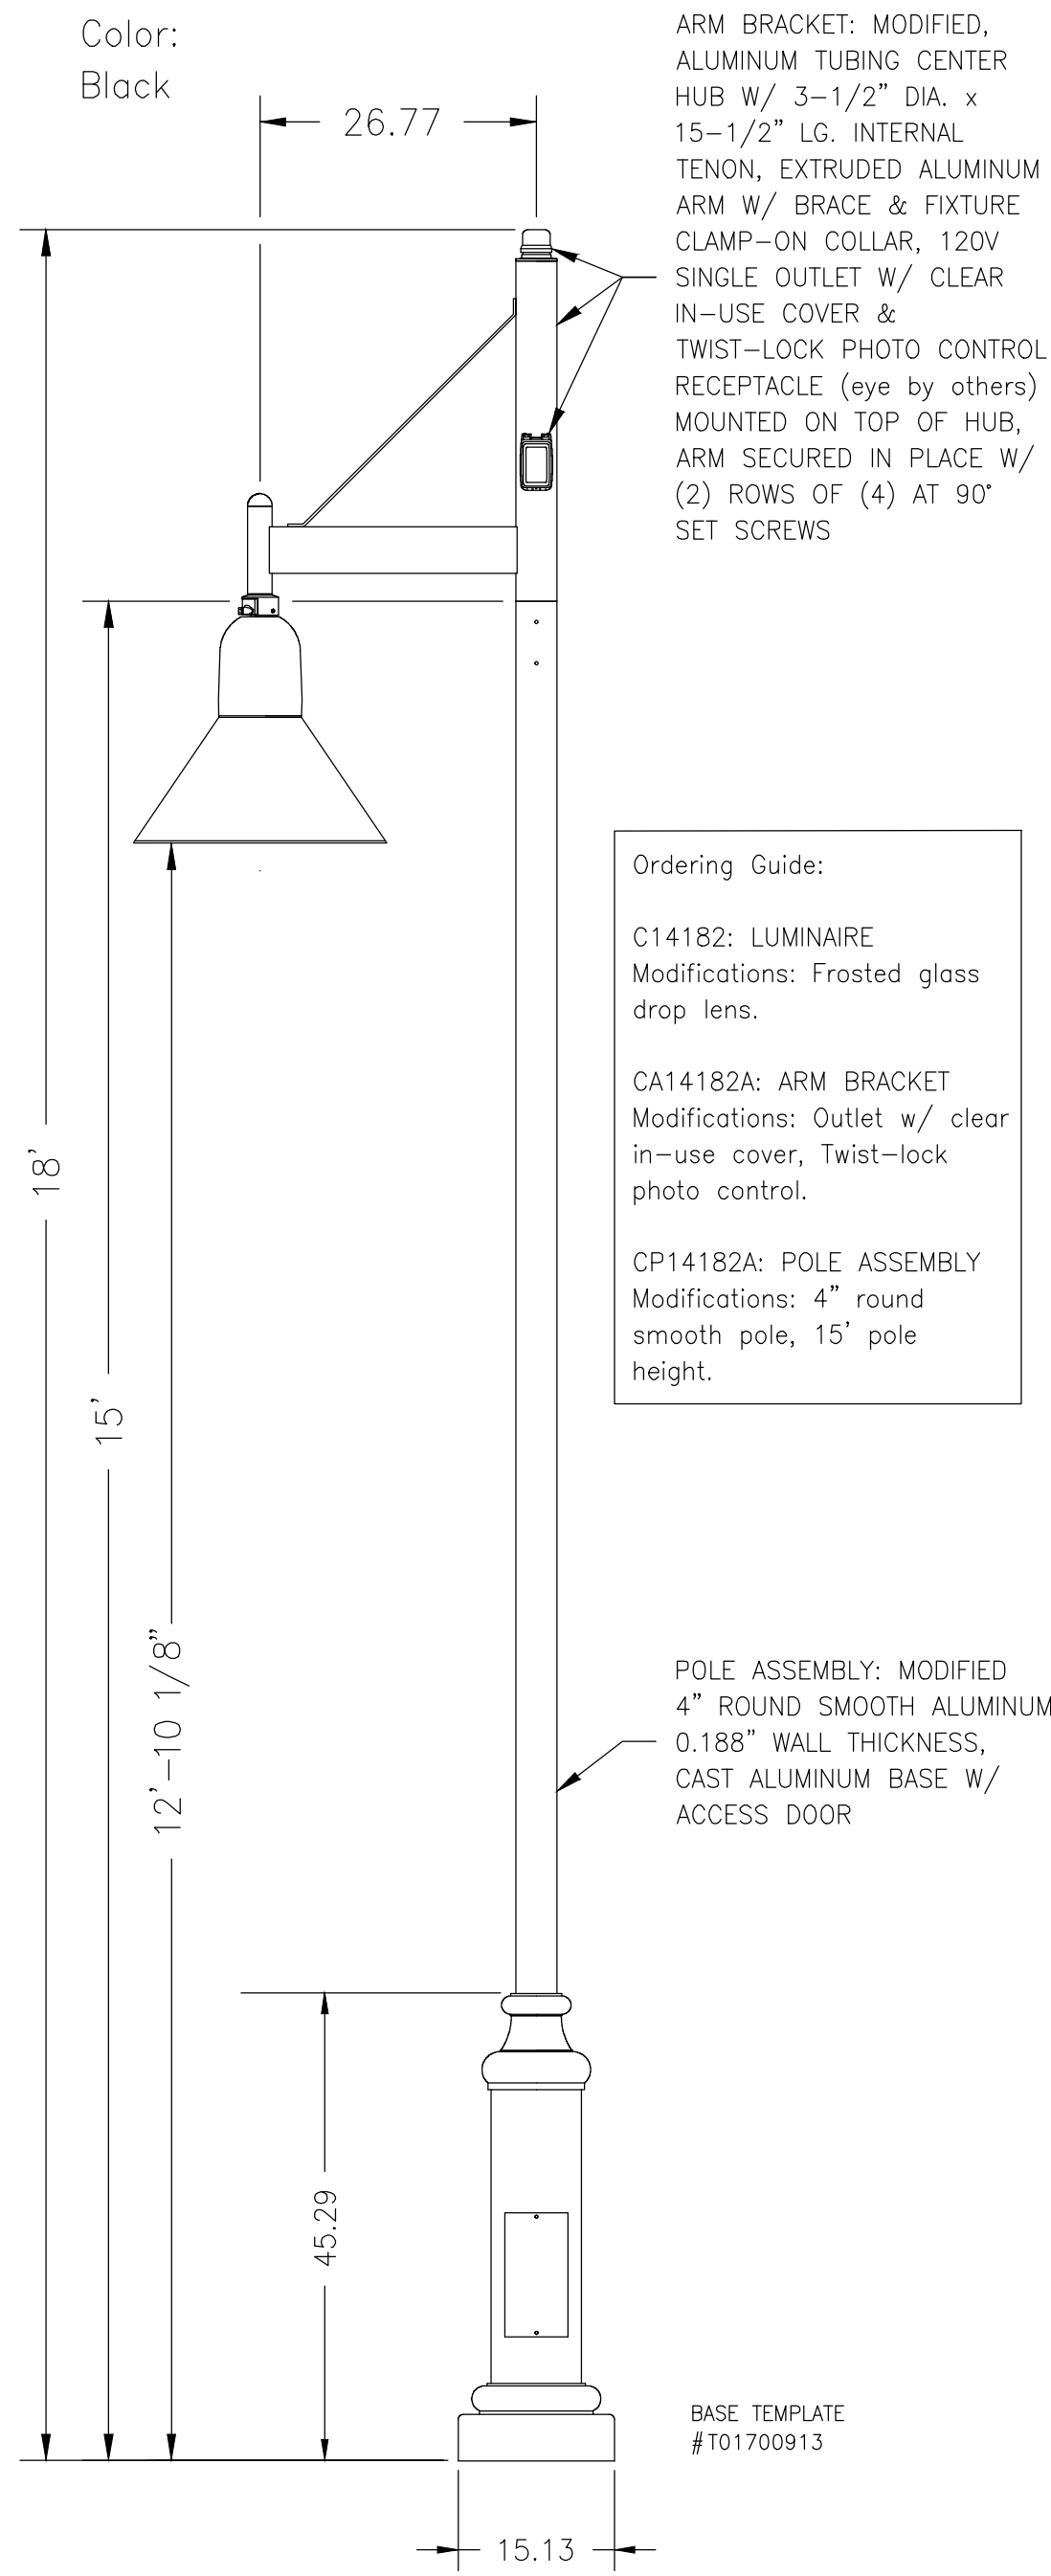 Color:
Black
26.77
ARM BRACKET: MODIFIED,
ALUMINUM TUBING CENTER
HUB W/ 3-1/2" DIA. x
15-1/2" LG. INTERNAL
TENON, EXTRUDED ALUMINUM
ARM W/ BRACE & FIXTURE
CLAMP-ON COLLAR, 120V
SINGLE OUTLET W/ CLEAR
IN-USE COVER &
TWIST-LOCK PHOTO CONTROL
RECEPTACLE (eye by others)
MOUNTED ON TOP OF HUB,
ARM SECURED IN PLACE W/
(2) ROWS OF (4) AT 90°
SET SCREWS
Ordering Guide:
C14182: LUMINAIRE
Modifications: Frosted glass
drop lens.
CA14182A: ARM BRACKET
Modifications: Outlet w/ clear
in-use cover, Twist-lock
photo control.
CP14182A: POLE ASSEMBLY
Modifications: 4" round
smooth pole, 15' pole
height.
18'
15'
12'-10 1/8"
POLE ASSEMBLY: MODIFIED
4" ROUND SMOOTH ALUMINUM
0.188" WALL THICKNESS,
CAST ALUMINUM BASE W/
ACCESS DOOR
45.29
BASE TEMPLATE
#T01700913
15.13